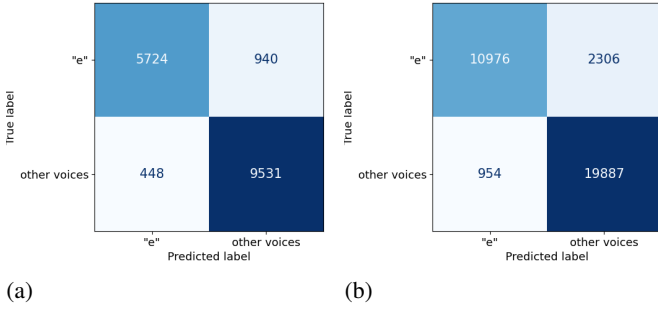 "e"
5724 940
True label
other voices
448 9531
"e" other voices
Predicted label
(a)
"e"
10976 2306
True label
other voices
954 19887
"e" other voices
Predicted label
(b)